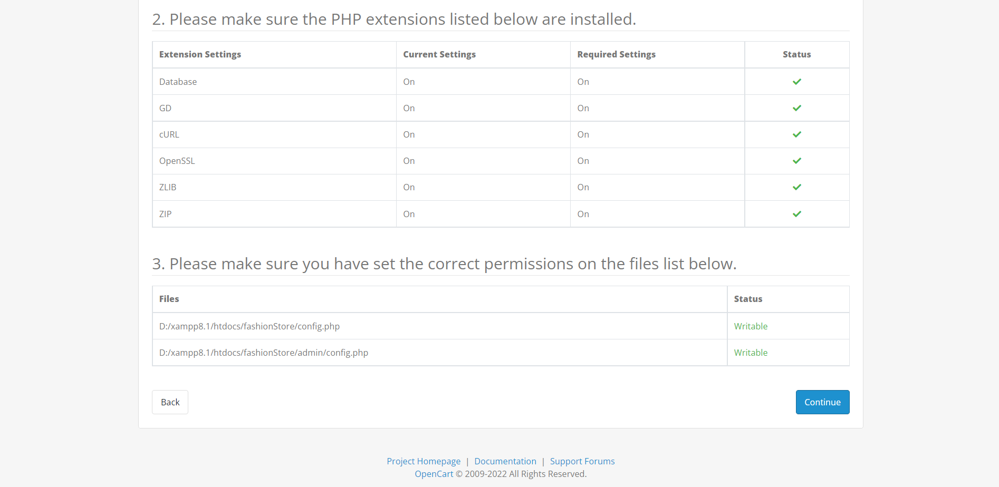 2. Please make sure the PHP extensions listed below are installed.
Extension Settings Current Settings Required Settings Status
Database On On
GD On On
cURL On On
OpenSSL On On
ZLIB On On
ZIP On On
3. Please make sure you have set the correct permissions on the files list below.
Files Status
D:/xampp8.1/htdocs/fashionStore/config.php Writable
D:/xampp8.1/htdocs/fashionStore/admin/config.php Writable
Back Continue
Project Homepage | Documentation | Support Forums
OpenCart © 2009-2022 All Rights Reserved.